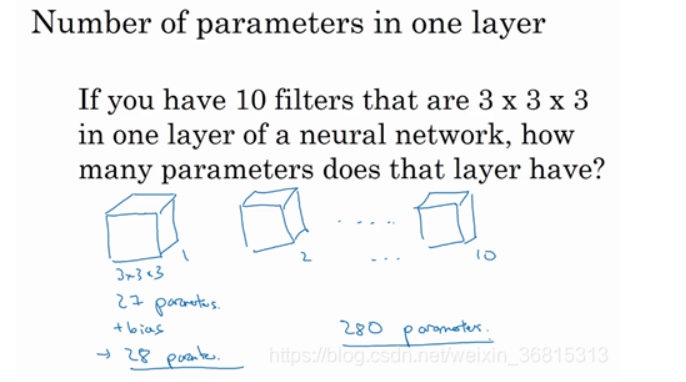 Number of parameters in one layer
If you have 10 filters that are 3 x 3 x 3
in one layer of a neural network, how
many parameters does that layer have?
1
2
10
3x3x3
27 parameters.
+bias
→ 28 parameters.
280 parameters.
https://blog.csdn.net/weixin_36815313